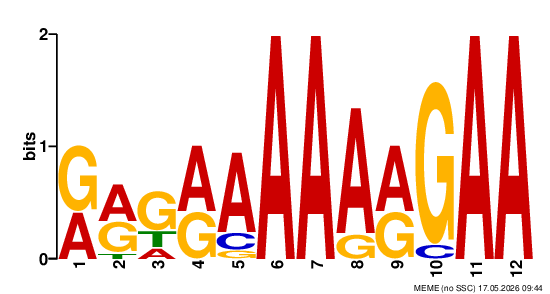 2
bits
1
0
G A G A A A A A A G A A
A G T G C G G C
T A G
1 2 3 4 5 6 7 8 9 10 11 12
MEME (no SSC) 17.05.2026 09:44